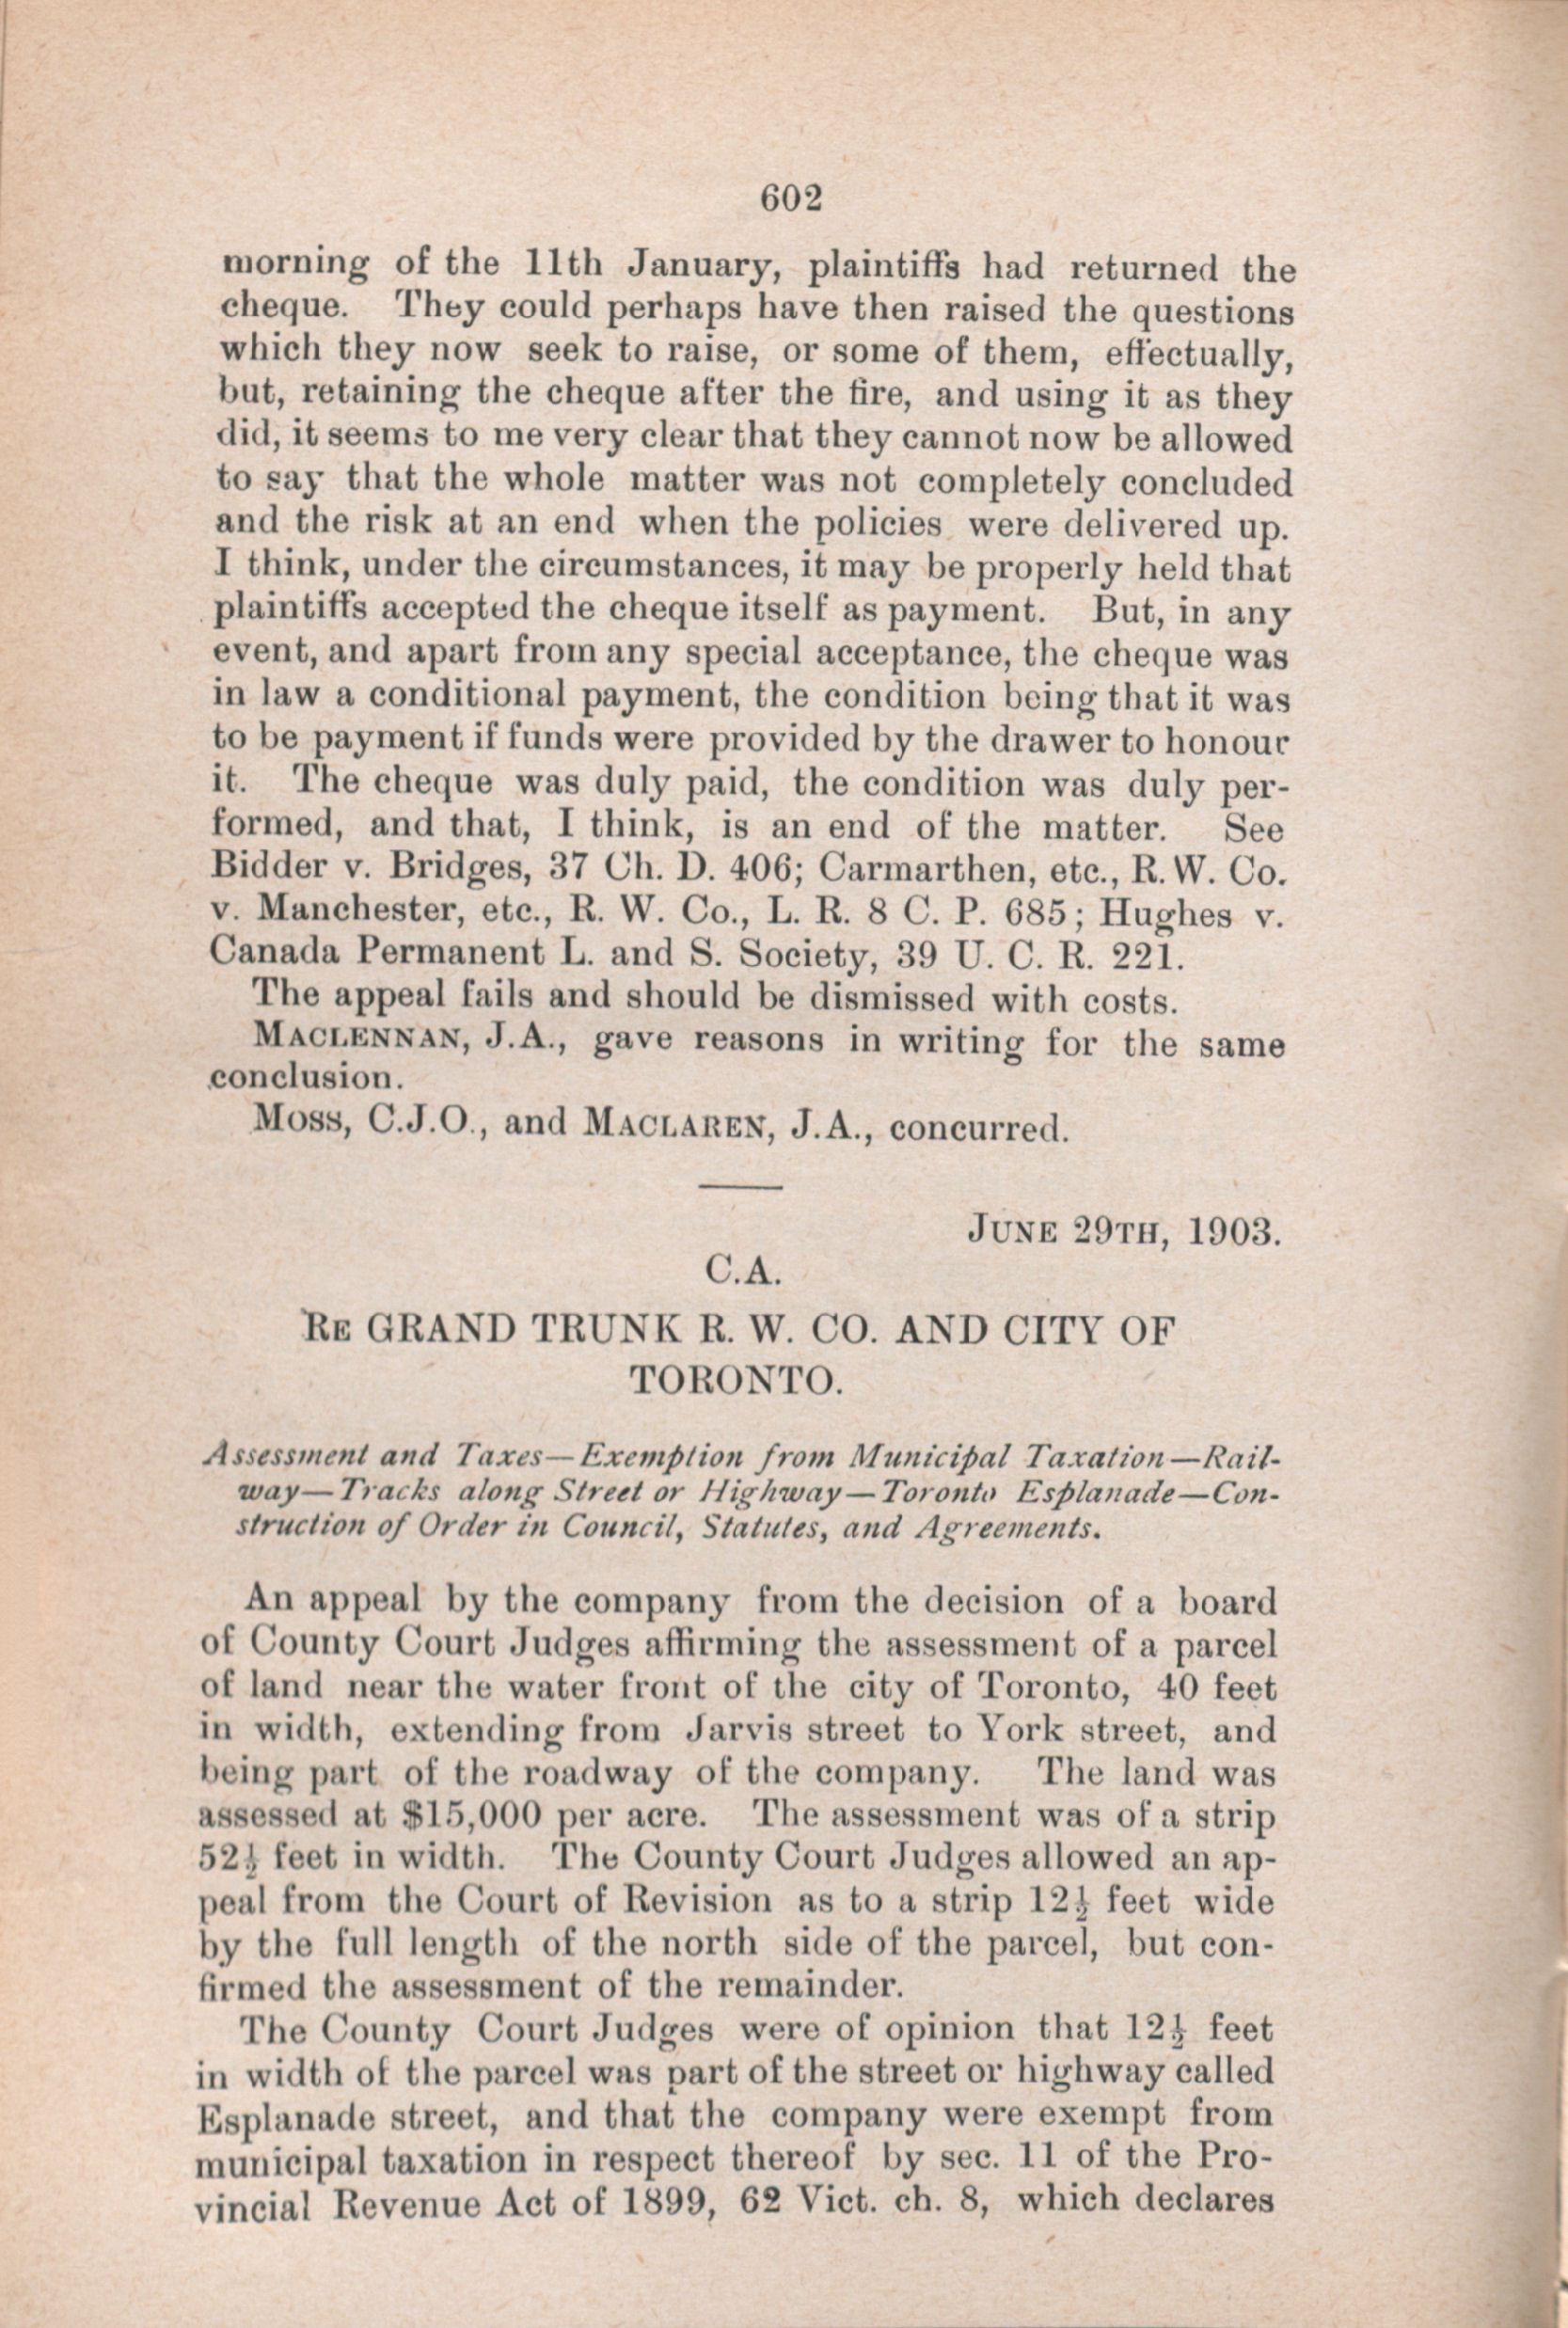 602
morning of the 11th January, plaintiffs had returned the
cheque. They could perhaps have then raised the questions
which they now seek to raise, or some of them, effectually,
but, retaining the cheque after the fire, and using it as they
did, it seems to me very clear that they cannot now be allowed
to say that the whole matter was not completely concluded
and the risk at an end when the policies were delivered up.
I think, under the circumstances, it may be properly held that
plaintiffs accepted the cheque itself as payment. But, in any
event, and apart from any special acceptance, the cheque was
in law a conditional payment, the condition being that it was
to be payment if funds were provided by the drawer to honour
it. The cheque was duly paid, the condition was duly per-
formed, and that, I think, is an end of the matter. See
Bidder v. Bridges, 37 Ch. D. 406; Carmarthen, etc., R. W. Co.
v. Manchester, etc., R. W. Co., L. R. 8 C. P. 685; Hughes v.
Canada Permanent L. and S. Society, 39 U. C. R. 221.
The appeal fails and should be dismissed with costs.
MACLENNAN, J.A., gave reasons in writing for the same
conclusion.
MOSS, C.J.O., and MACLAREN, J.A., concurred.
JUNE 29TH, 1903.
C.A.
RE GRAND TRUNK R. W. CO. AND CITY OF
TORONTO.
Assessment and Taxes—Exemption from Municipal Taxation—Rail-
way—Tracks along Street or Highway—Toronto Esplanade—Con-
struction of Order in Council, Statutes, and Agreements.
An appeal by the company from the decision of a board
of County Court Judges affirming the assessment of a parcel
of land near the water front of the city of Toronto, 40 feet
in width, extending from Jarvis street to York street, and
being part of the roadway of the company. The land was
assessed at $15,000 per acre. The assessment was of a strip
52½ feet in width. The County Court Judges allowed an ap-
peal from the Court of Revision as to a strip 12½ feet wide
by the full length of the north side of the parcel, but con-
firmed the assessment of the remainder.
The County Court Judges were of opinion that 12½ feet
in width of the parcel was part of the street or highway called
Esplanade street, and that the company were exempt from
municipal taxation in respect thereof by sec. 11 of the Pro-
vincial Revenue Act of 1899, 62 Vict. ch. 8, which declares